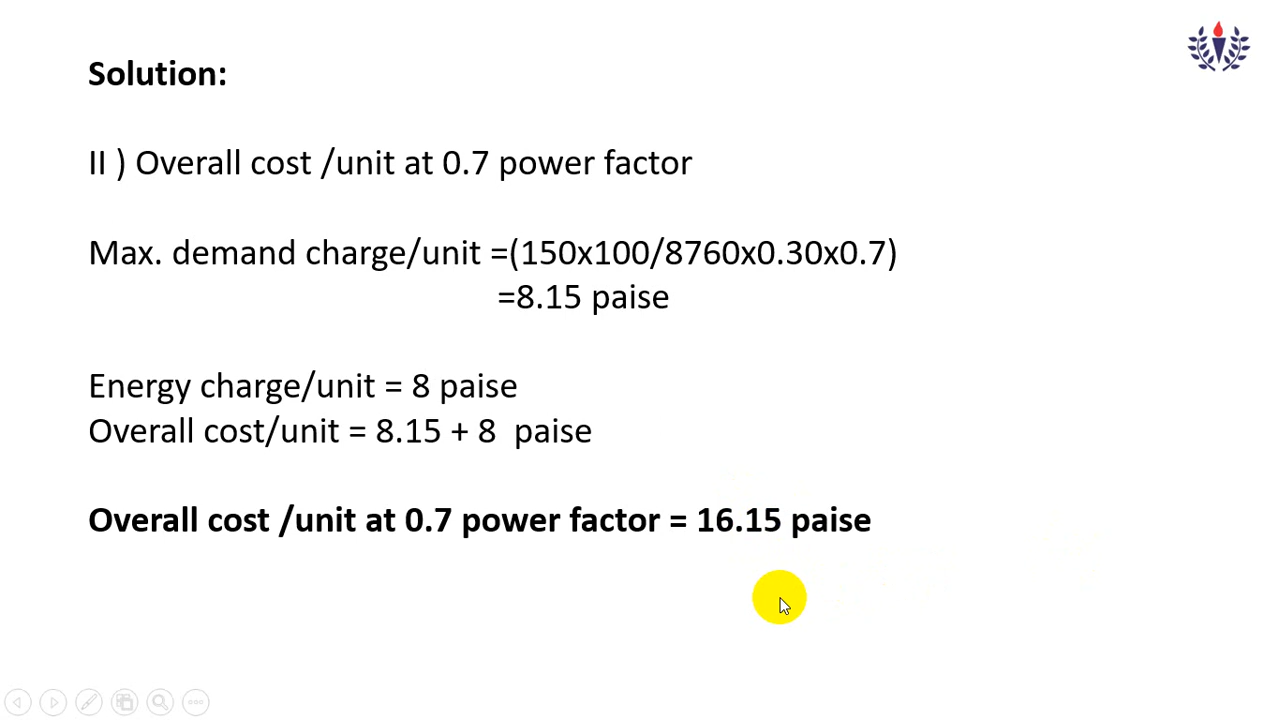 Solution:
II ) Overall cost /unit at 0.7 power factor
Max. demand charge/unit =(150x100/8760x0.30x0.7)
=8.15 paise
Energy charge/unit = 8 paise
Overall cost/unit = 8.15 + 8  paise
Overall cost /unit at 0.7 power factor = 16.15 paise